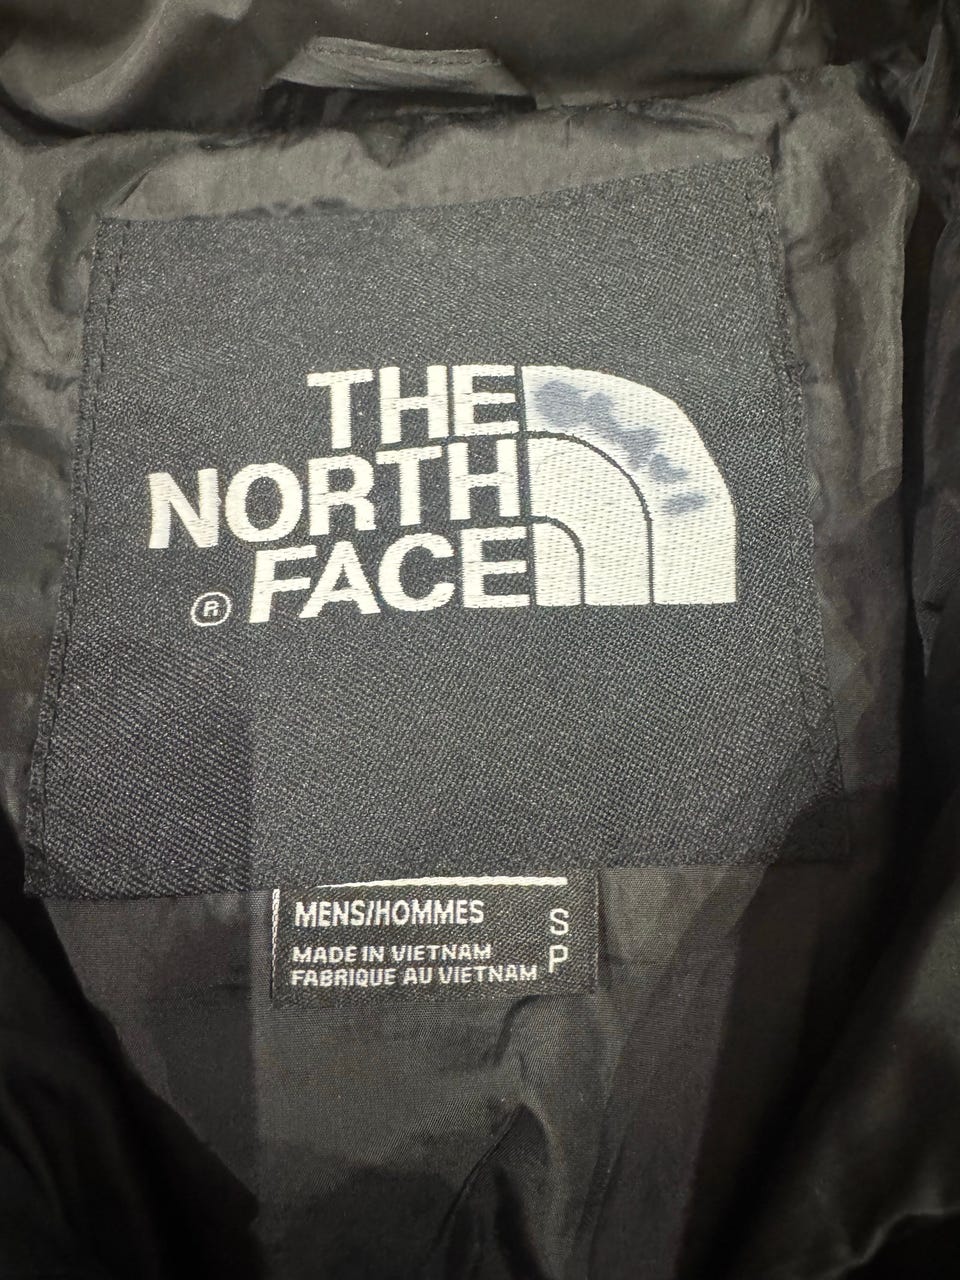 THE
NORTH
FACE
®
MENS/HOMMES S
MADE IN VIETNAM
FABRIQUE AU VIETNAM P